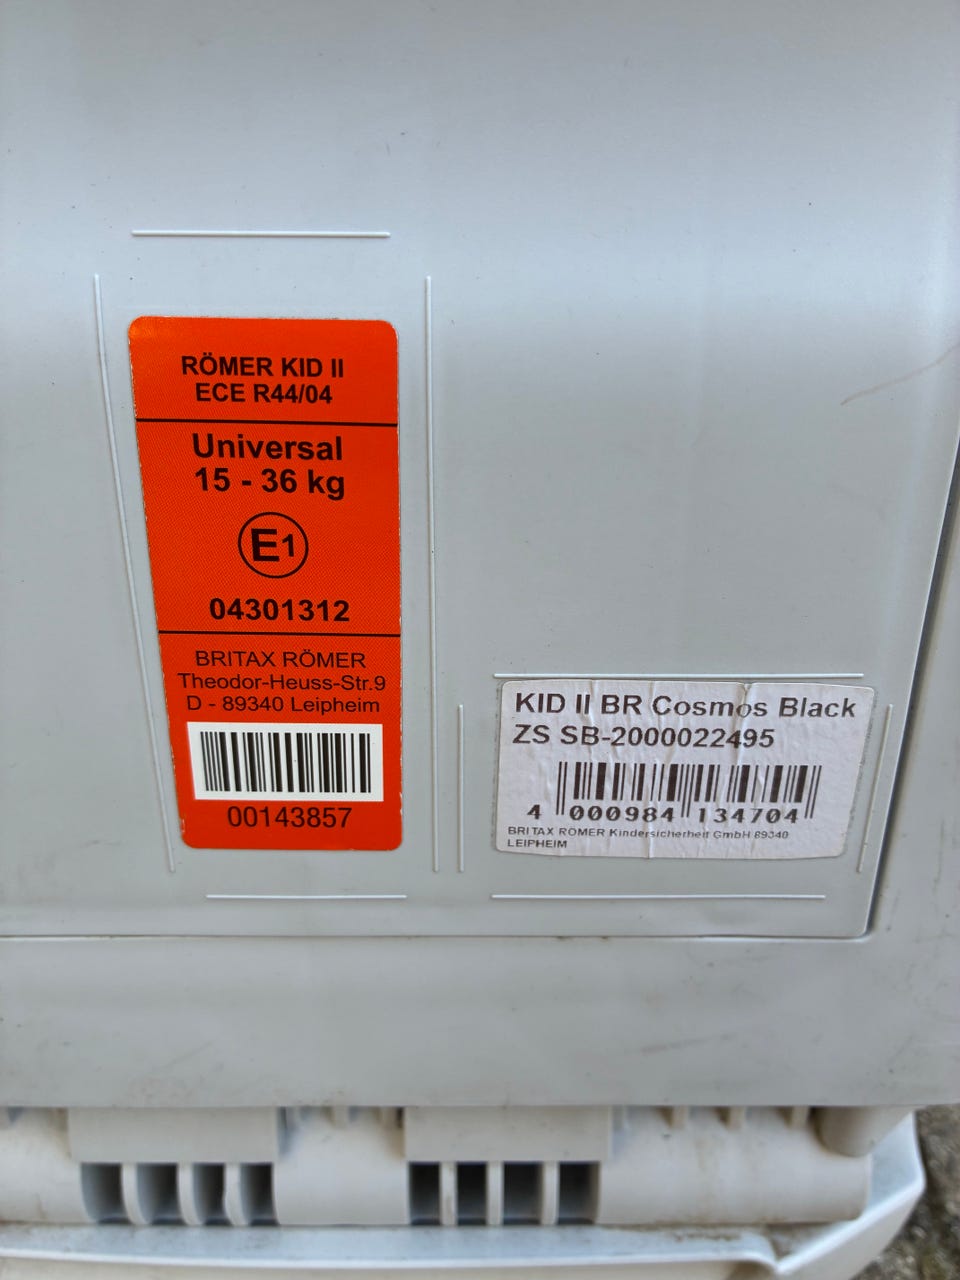 RÖMER KID II
ECE R44/04
Universal
15 - 36 kg
E1
04301312
BRITAX RÖMER
Theodor-Heuss-Str.9
D - 89340 Leipheim
00143857
KID II BR Cosmos Black
ZS SB-2000022495
4 000984 134704
BRITAX RÖMER Kindersicherheit GmbH 89340
LEIPHEIM